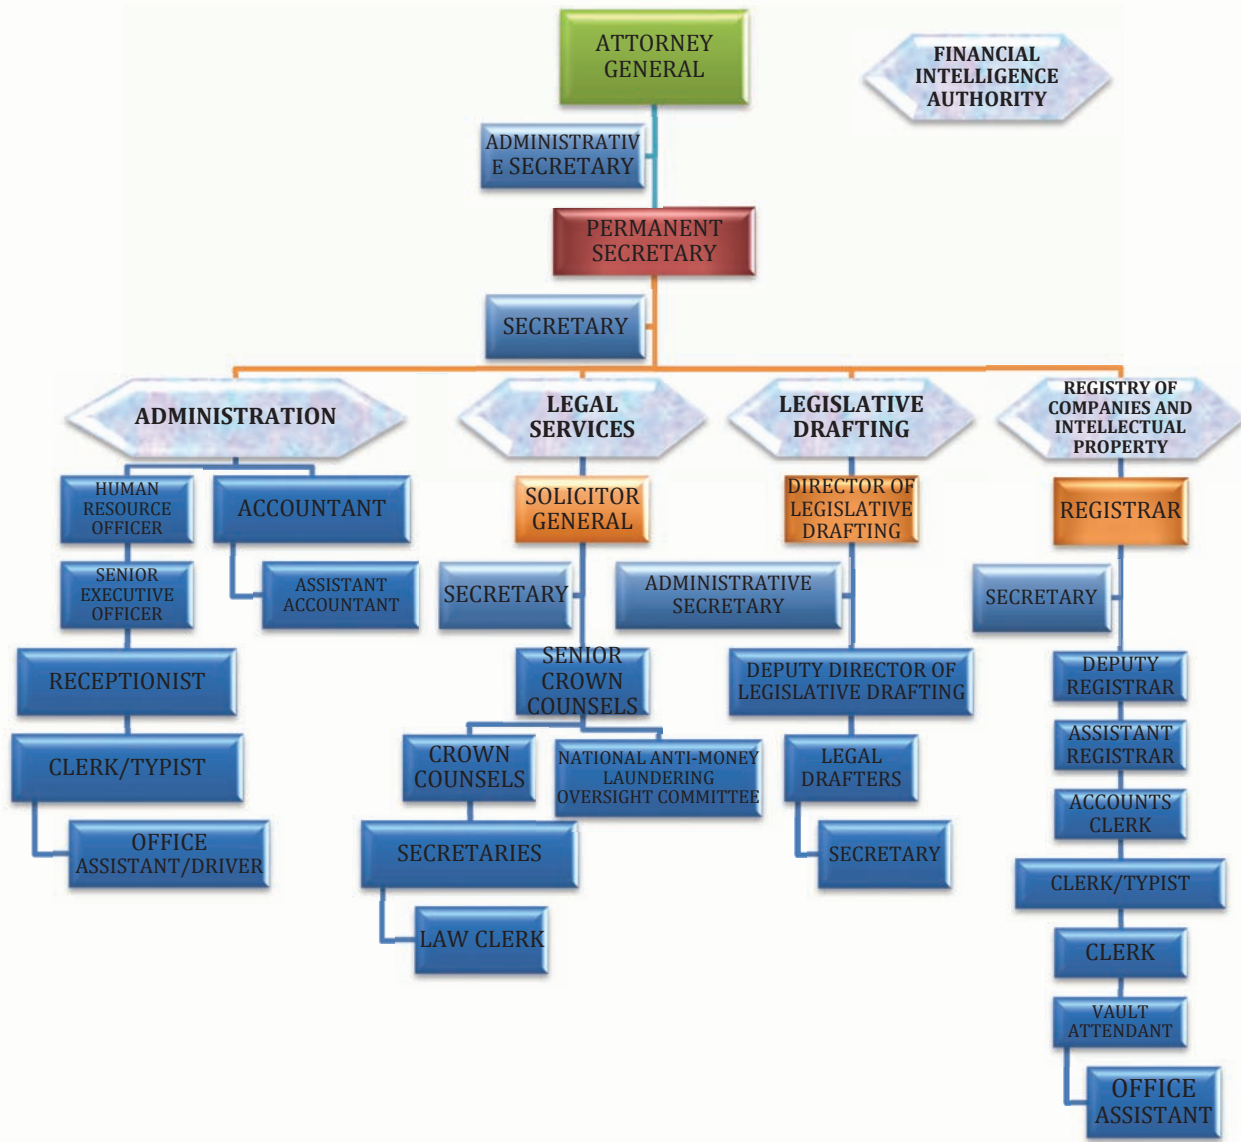 ATTORNEY
GENERAL
FINANCIAL
INTELLIGENCE
AUTHORITY
ADMINISTRATIV
E SECRETARY
PERMANENT
SECRETARY
SECRETARY
ADMINISTRATION
LEGAL
SERVICES
LEGISLATIVE
DRAFTING
REGISTRY OF
COMPANIES AND
INTELLECTUAL
PROPERTY
HUMAN
RESOURCE
OFFICER
ACCOUNTANT
SOLICITOR
GENERAL
DIRECTOR OF
LEGISLATIVE
DRAFTING
REGISTRAR
SENIOR
EXECUTIVE
OFFICER
ASSISTANT
ACCOUNTANT
SECRETARY
ADMINISTRATIVE
SECRETARY
SECRETARY
RECEPTIONIST
SENIOR
CROWN
COUNSELS
DEPUTY DIRECTOR OF
LEGISLATIVE DRAFTING
DEPUTY
REGISTRAR
CLERK/TYPIST
CROWN
COUNSELS
NATIONAL ANTI-MONEY
LAUNDERING
OVERSIGHT COMMITTEE
LEGAL
DRAFTERS
ASSISTANT
REGISTRAR
ACCOUNTS
CLERK
OFFICE
ASSISTANT/DRIVER
SECRETARIES
SECRETARY
CLERK/TYPIST
LAW CLERK
CLERK
VAULT
ATTENDANT
OFFICE
ASSISTANT